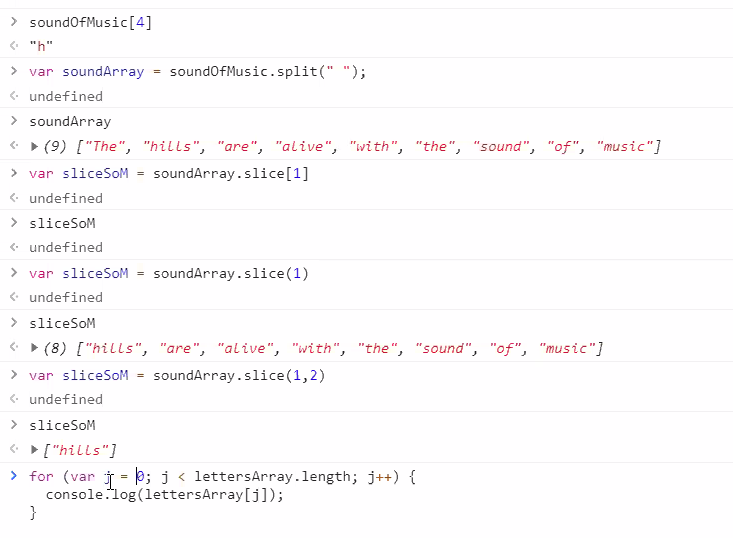 > soundOfMusic[4]
<· "h"
> var soundArray = soundOfMusic.split(" ");
<· undefined
> soundArray
<· ▶(9) ["The", "hills", "are", "alive", "with", "the", "sound", "of", "music"]
> var sliceSoM = soundArray.slice[1]
<· undefined
> sliceSoM
<· undefined
> var sliceSoM = soundArray.slice(1)
<· undefined
> sliceSoM
<· ▶(8) ["hills", "are", "alive", "with", "the", "sound", "of", "music"]
> var sliceSoM = soundArray.slice(1,2)
<· undefined
> sliceSoM
<· ▶["hills"]
> for (var j = 0; j < lettersArray.length; j++) {
console.log(lettersArray[j]);
}